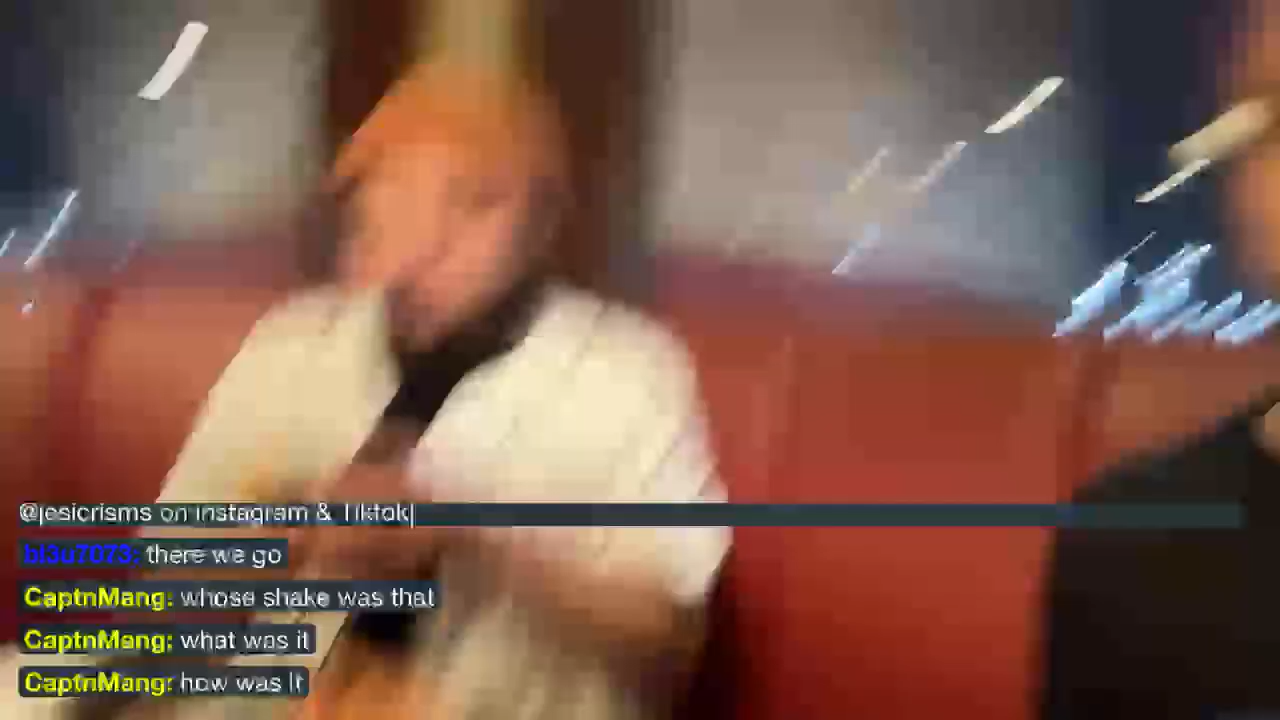 @jesicrisms on instagram & Tiktok
bl3u7073: there we go
CaptnMang: whose shake was that
CaptnMang: what was it
CaptnMang: how was it